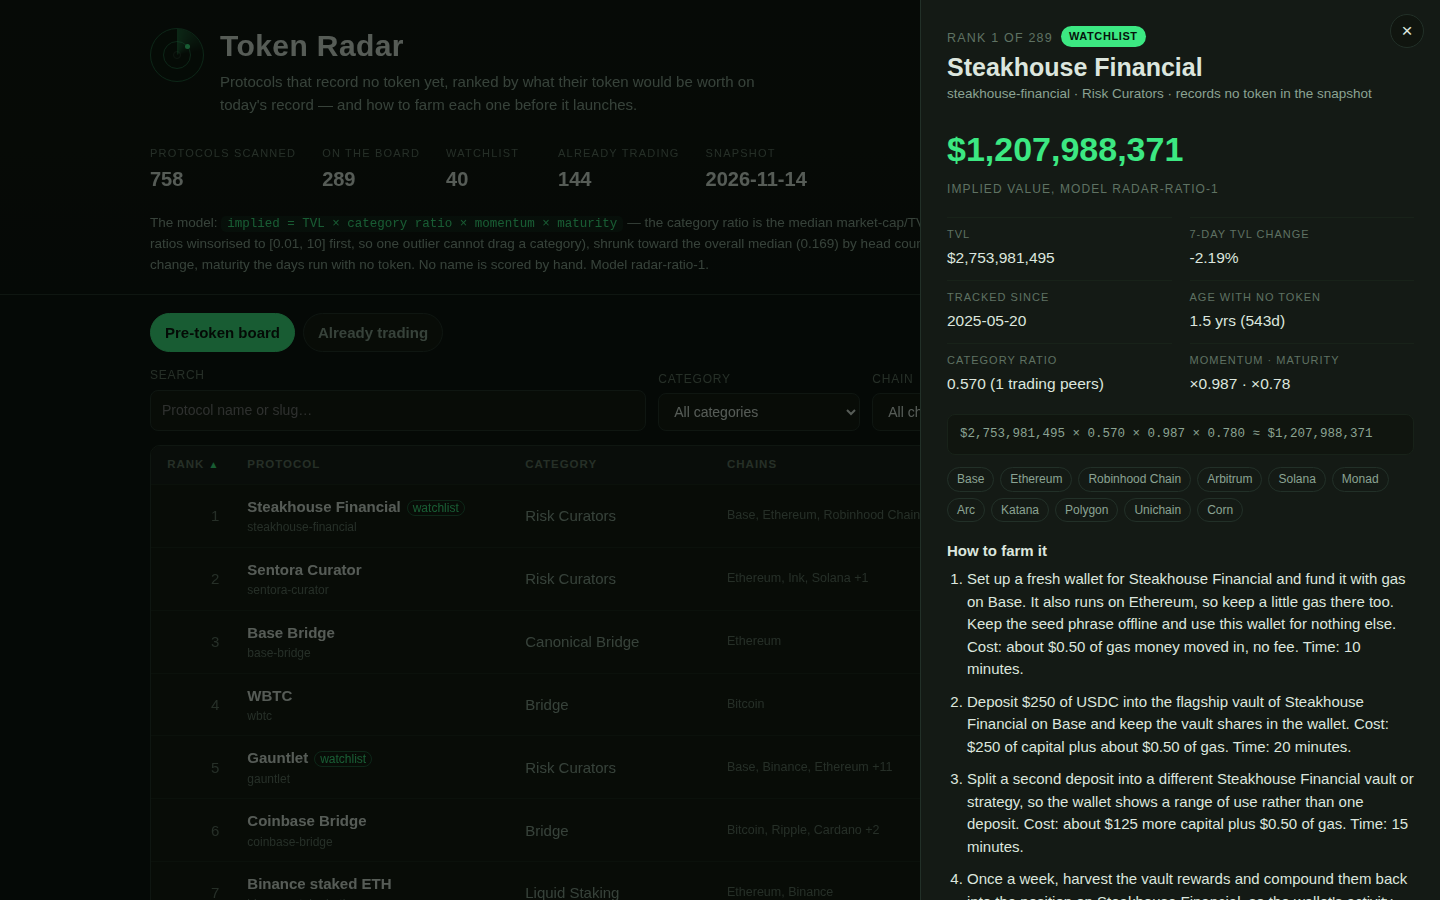 Token Radar
Protocols that record no token yet, ranked by what their token would be worth on
today's record — and how to farm each one before it launches.
PROTOCOLS SCANNED
758
ON THE BOARD
289
WATCHLIST
40
ALREADY TRADING
144
SNAPSHOT
2026-11-14
The model: implied = TVL × category ratio × momentum × maturity — the category ratio is the median market-cap/TV
ratios winsorised to [0.01, 10] first, so one outlier cannot drag a category), shrunk toward the overall median (0.169) by head coun
change, maturity the days run with no token. No name is scored by hand. Model radar-ratio-1.
Pre-token board
Already trading
SEARCH
Protocol name or slug…
CATEGORY
All categories
CHAIN
All ch
RANK ▲ PROTOCOL CATEGORY CHAINS
1 Steakhouse Financial watchlist Risk Curators Base, Ethereum, Robinhood Chain
steakhouse-financial
2 Sentora Curator Risk Curators Ethereum, Ink, Solana +1
sentora-curator
3 Base Bridge Canonical Bridge Ethereum
base-bridge
4 WBTC Bridge Bitcoin
wbtc
5 Gauntlet watchlist Risk Curators Base, Binance, Ethereum +11
gauntlet
6 Coinbase Bridge Bridge Bitcoin, Ripple, Cardano +2
coinbase-bridge
7 Binance staked ETH Liquid Staking Ethereum, Binance
RANK 1 OF 289 WATCHLIST
×
Steakhouse Financial
steakhouse-financial · Risk Curators · records no token in the snapshot
$1,207,988,371
IMPLIED VALUE, MODEL RADAR-RATIO-1
TVL
$2,753,981,495
7-DAY TVL CHANGE
-2.19%
TRACKED SINCE
2025-05-20
AGE WITH NO TOKEN
1.5 yrs (543d)
CATEGORY RATIO
0.570 (1 trading peers)
MOMENTUM · MATURITY
×0.987 · ×0.78
$2,753,981,495 × 0.570 × 0.987 × 0.780 ≈ $1,207,988,371
Base Ethereum Robinhood Chain Arbitrum Solana Monad
Arc Katana Polygon Unichain Corn
How to farm it
1. Set up a fresh wallet for Steakhouse Financial and fund it with gas
on Base. It also runs on Ethereum, so keep a little gas there too.
Keep the seed phrase offline and use this wallet for nothing else.
Cost: about $0.50 of gas money moved in, no fee. Time: 10
minutes.
2. Deposit $250 of USDC into the flagship vault of Steakhouse
Financial on Base and keep the vault shares in the wallet. Cost:
$250 of capital plus about $0.50 of gas. Time: 20 minutes.
3. Split a second deposit into a different Steakhouse Financial vault or
strategy, so the wallet shows a range of use rather than one
deposit. Cost: about $125 more capital plus $0.50 of gas. Time: 15
minutes.
4. Once a week, harvest the vault rewards and compound them back
into the position on Steakhouse Financial, so the wallet's activity